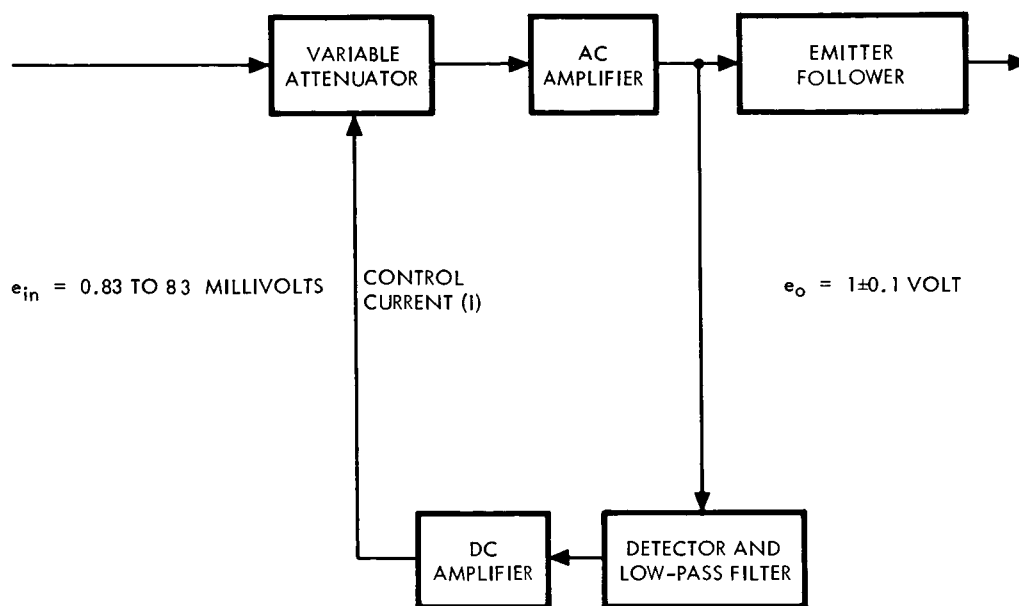 VARIABLE
ATTENUATOR
AC
AMPLIFIER
EMITTER
FOLLOWER
e_in = 0.83 TO 83 MILLIVOLTS
CONTROL
CURRENT (i)
e_o = 1±0.1 VOLT
DC
AMPLIFIER
DETECTOR AND
LOW-PASS FILTER